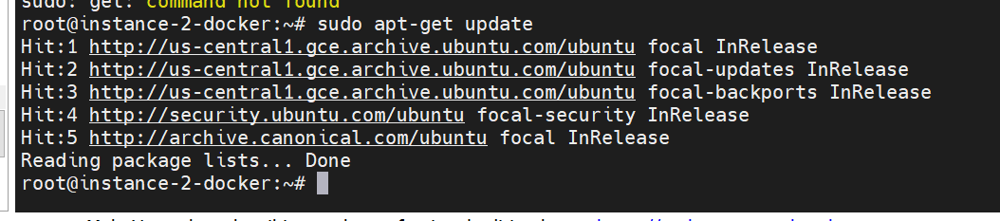 sudo: get: command not found
root@instance-2-docker:~# sudo apt-get update
Hit:1 http://us-central1.gce.archive.ubuntu.com/ubuntu focal InRelease
Hit:2 http://us-central1.gce.archive.ubuntu.com/ubuntu focal-updates InRelease
Hit:3 http://us-central1.gce.archive.ubuntu.com/ubuntu focal-backports InRelease
Hit:4 http://security.ubuntu.com/ubuntu focal-security InRelease
Hit:5 http://archive.canonical.com/ubuntu focal InRelease
Reading package lists... Done
root@instance-2-docker:~#